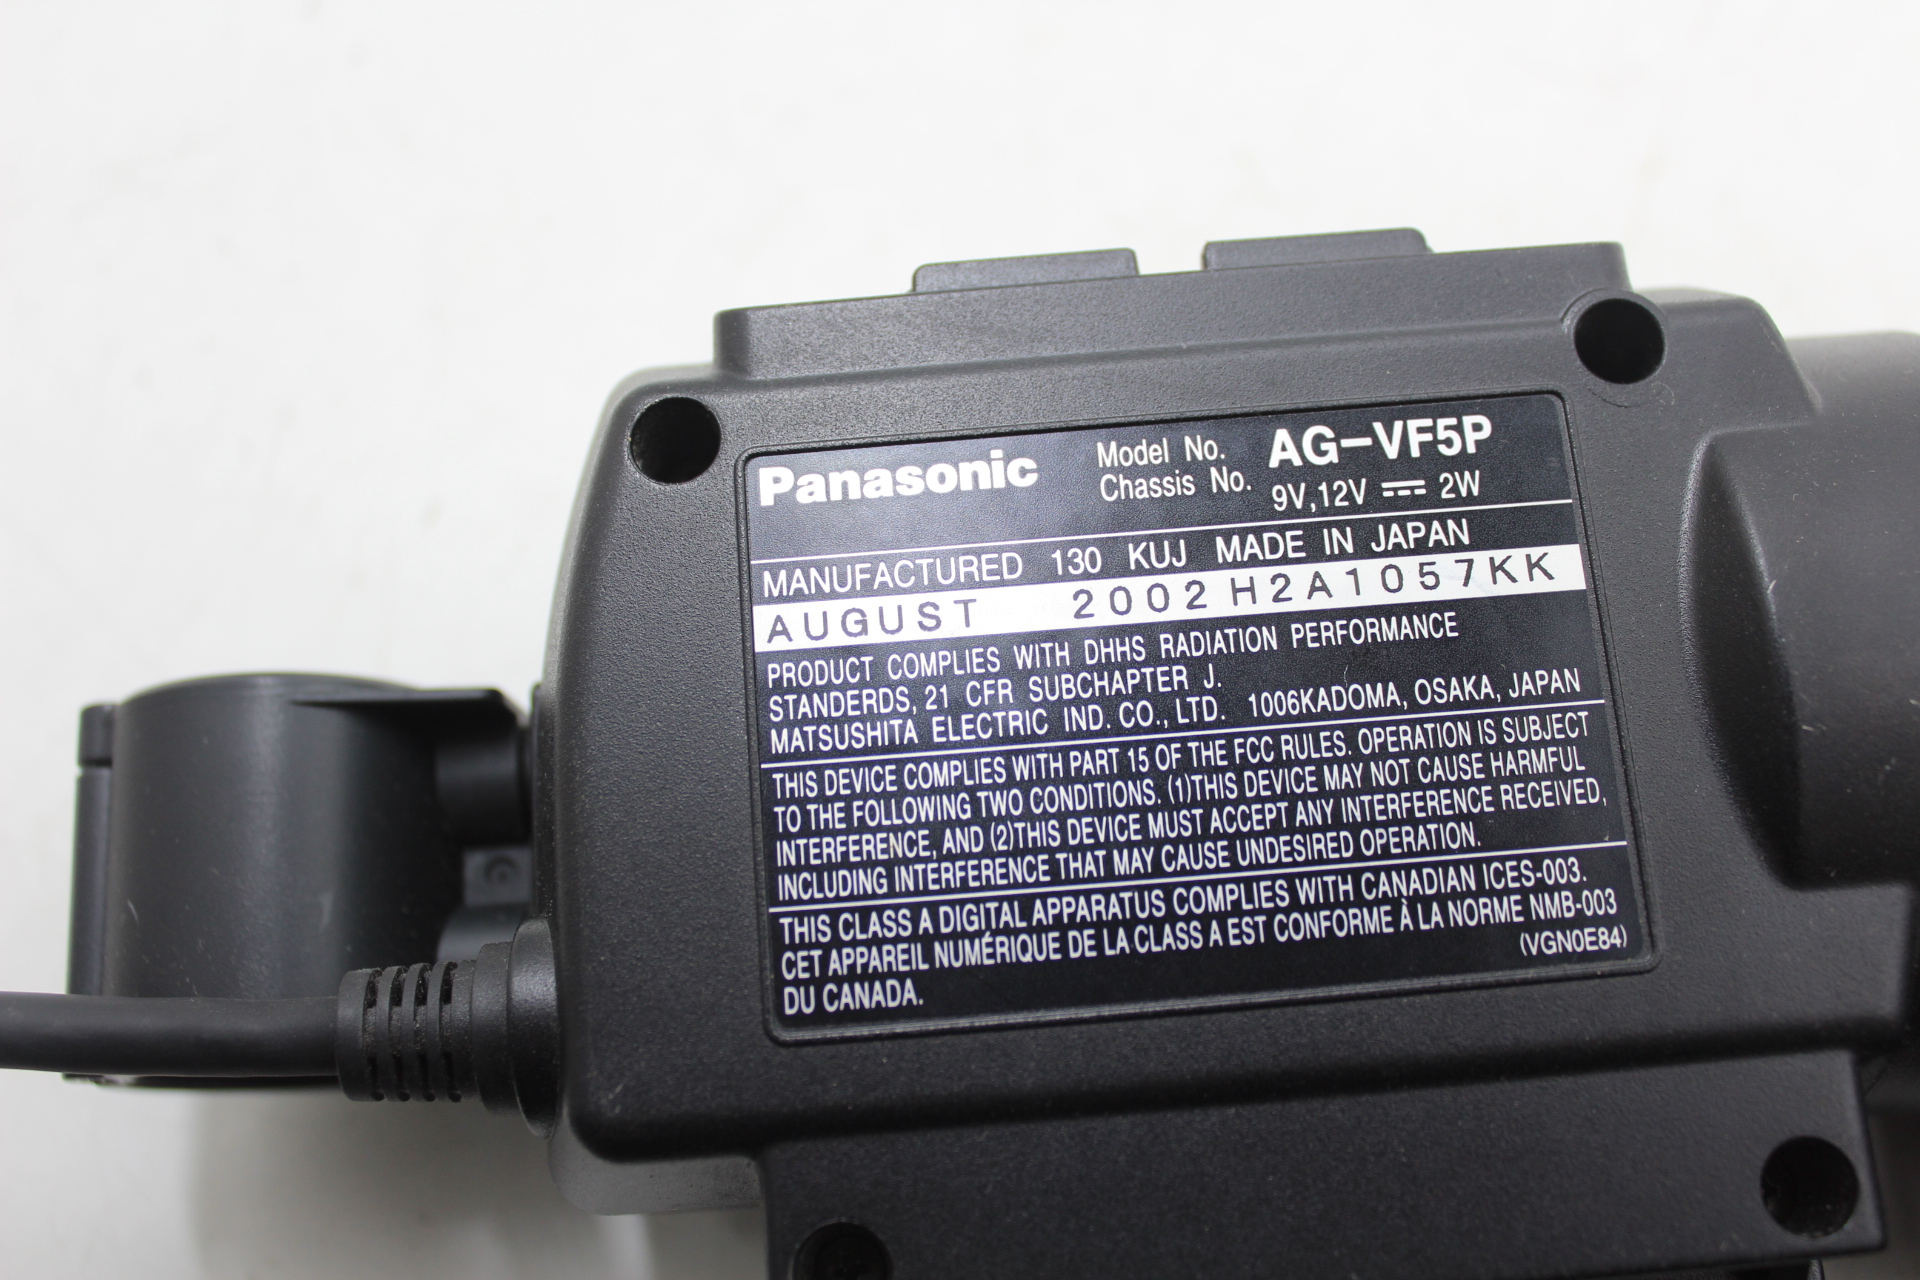 Panasonic Model No. AG-VF5P
Chassis No. 9V,12V ⎓ 2W
MANUFACTURED 130 KUJ MADE IN JAPAN
AUGUST 2002 H2A1057KK
PRODUCT COMPLIES WITH DHHS RADIATION PERFORMANCE
STANDERDS, 21 CFR SUBCHAPTER J.
MATSUSHITA ELECTRIC IND. CO., LTD. 1006KADOMA, OSAKA, JAPAN
THIS DEVICE COMPLIES WITH PART 15 OF THE FCC RULES. OPERATION IS SUBJECT
TO THE FOLLOWING TWO CONDITIONS. (1)THIS DEVICE MAY NOT CAUSE HARMFUL
INTERFERENCE, AND (2)THIS DEVICE MUST ACCEPT ANY INTERFERENCE RECEIVED,
INCLUDING INTERFERENCE THAT MAY CAUSE UNDESIRED OPERATION.
THIS CLASS A DIGITAL APPARATUS COMPLIES WITH CANADIAN ICES-003.
CET APPAREIL NUMÉRIQUE DE LA CLASS A EST CONFORME À LA NORME NMB-003
DU CANADA. (VGN0E84)